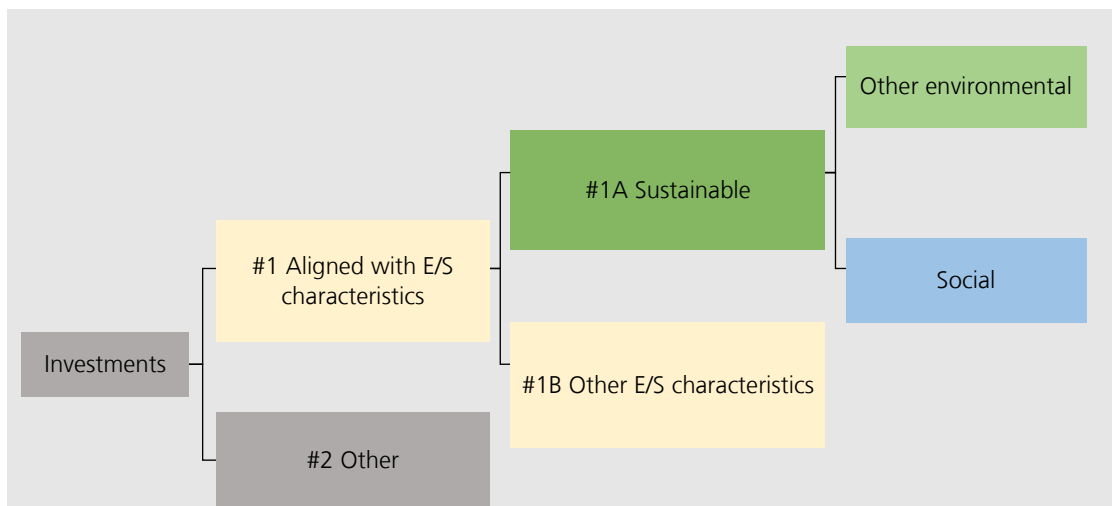 Other environmental
#1A Sustainable
#1 Aligned with E/S
characteristics
Social
Investments
#1B Other E/S characteristics
#2 Other